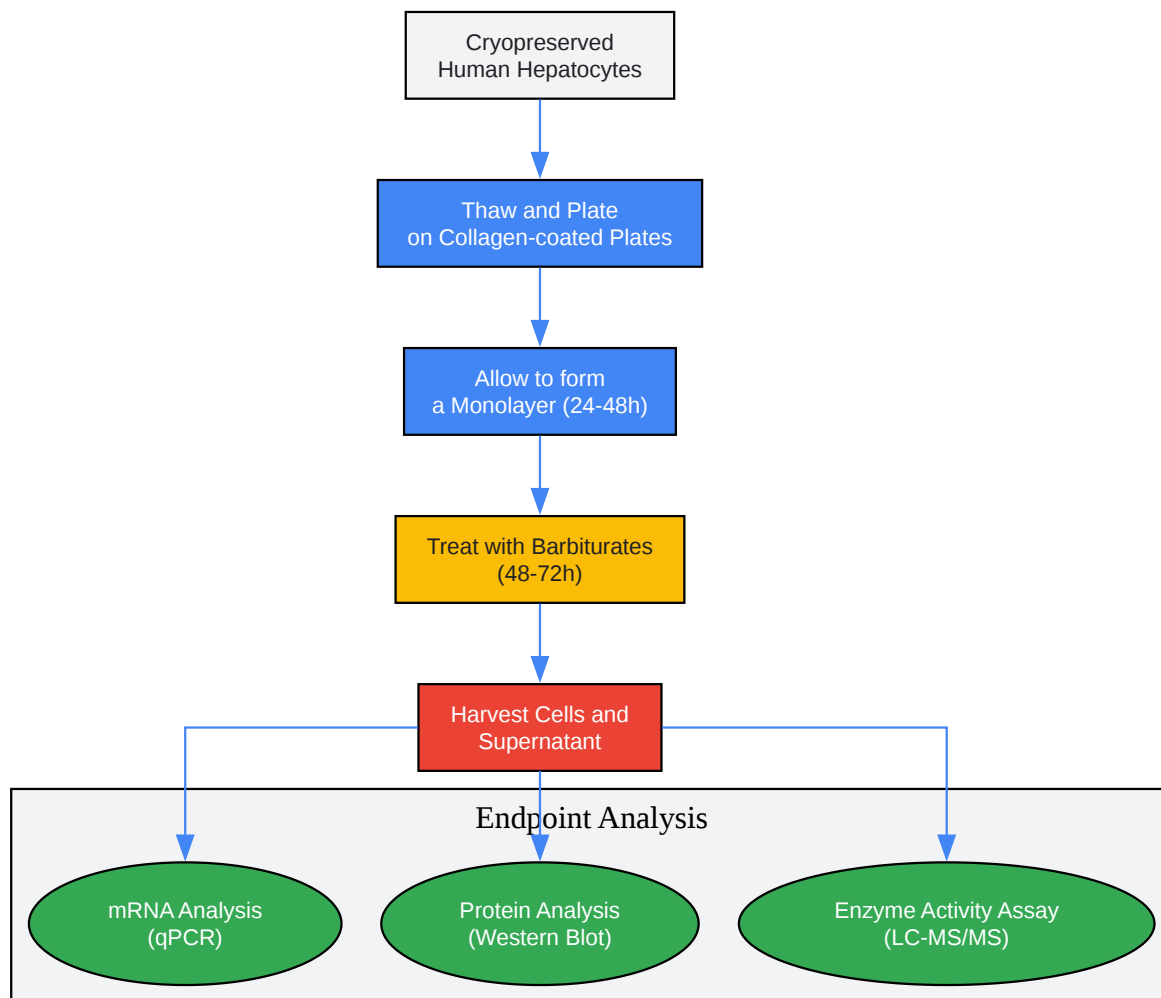 Cryopreserved
Human Hepatocytes
Thaw and Plate
on Collagen-coated Plates
Allow to form
a Monolayer (24-48h)
Treat with Barbiturates
(48-72h)
Harvest Cells and
Supernatant
Endpoint Analysis
mRNA Analysis
(qPCR)
Protein Analysis
(Western Blot)
Enzyme Activity Assay
(LC-MS/MS)